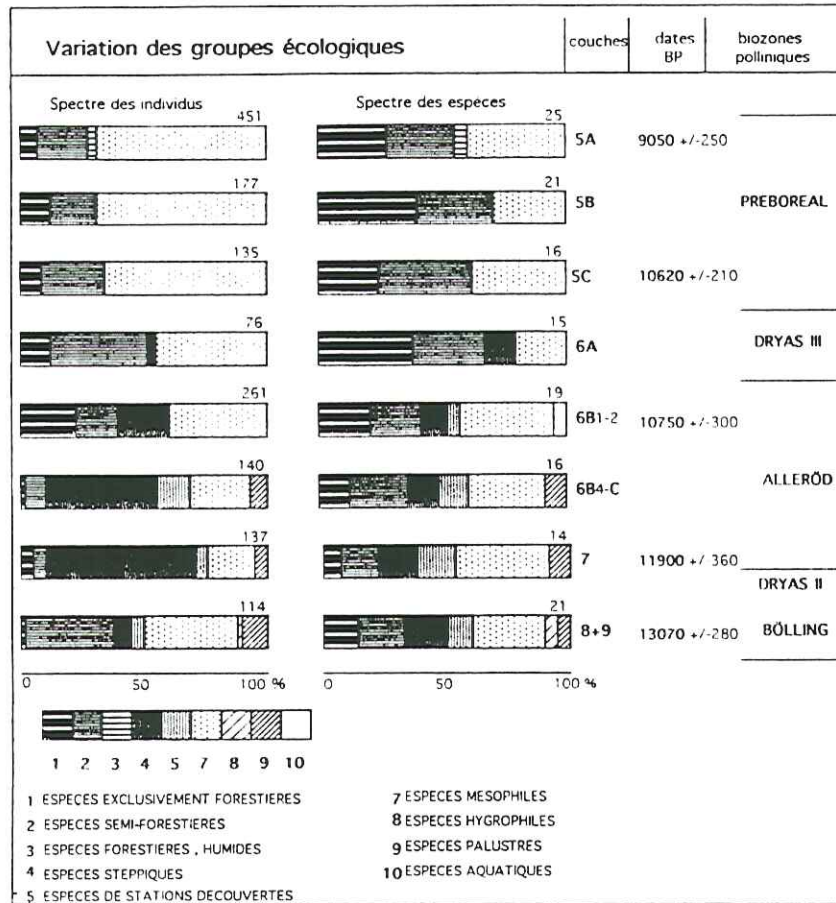 Variation des groupes écologiques
couches
dates BP
biozones polliniques
Spectre des individus
Spectre des espèces
451 25 5A 9050 +/-250
177 21 5B PREBOREAL
135 16 5C 10620 +/-210
76 15 6A DRYAS III
261 19 6B1-2 10750 +/-300
140 16 6B4-C ALLERÖD
137 14 7 11900 +/ 360
DRYAS II
114 21 8+9 13070 +/-280 BÖLLING
0 50 100 % 0 50 100 %
1 2 3 4 5 7 8 9 10
1 ESPECES EXCLUSIVEMENT FORESTIERES
2 ESPÈCES SEMI-FORESTIÈRES
3 ESPECES FORESTIERES , HUMIDES
4 ESPECES STEPPIQUES
5 ESPECES DE STATIONS DECOUVERTES
7 ESPECES MESOPHILES
8 ESPECES HYGROPHILES
9 ESPECES PALUSTRES
10 ESPECES AQUATIQUES